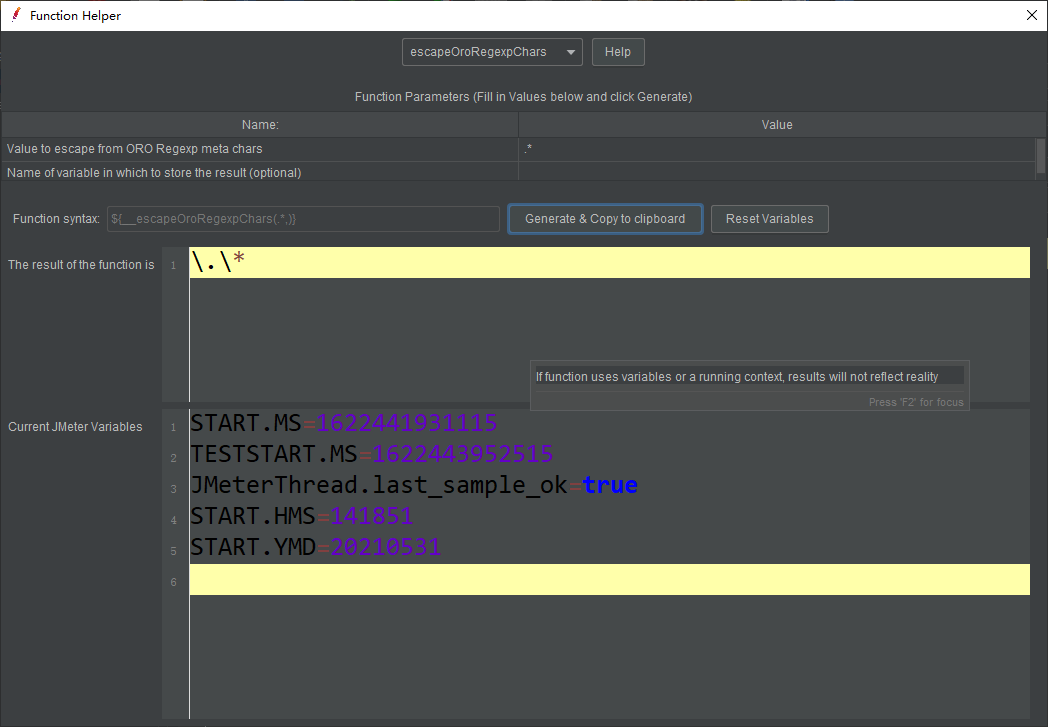 Function Helper
escapeOroRegexpChars Help
Function Parameters (Fill in Values below and click Generate)
Name: Value
Value to escape from ORO Regexp meta chars .*
Name of variable in which to store the result (optional)
Function syntax: ${__escapeOroRegexpChars(.*,)} Generate & Copy to clipboard Reset Variables
The result of the function is 1 \.\*
If function uses variables or a running context, results will not reflect reality
Press 'F2' for focus
Current JMeter Variables 1 START.MS=1622441931115
2 TESTSTART.MS=1622443952515
3 JMeterThread.last_sample_ok=true
4 START.HMS=141851
5 START.YMD=20210531
6